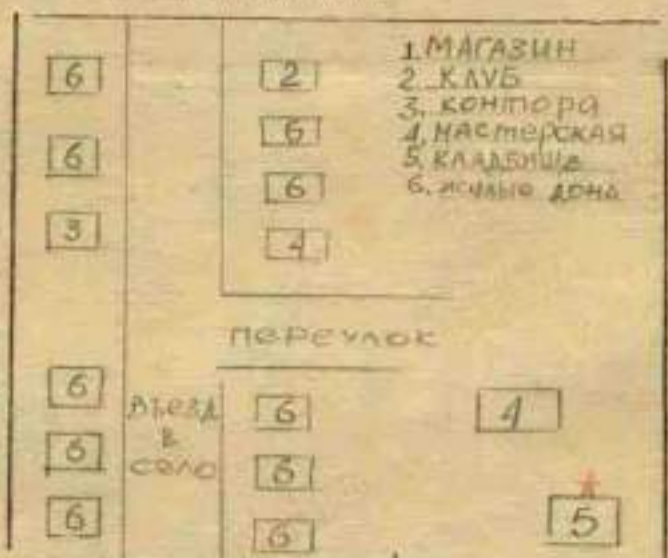 1. МАГАЗИН
2 КЛУБ
3. контора
4. мастерская
5. кладбище
6. жилые дома
6 2
6
6
6
3
4
переулок
6
въезд
в
село
6
4
6
6
6
6
5